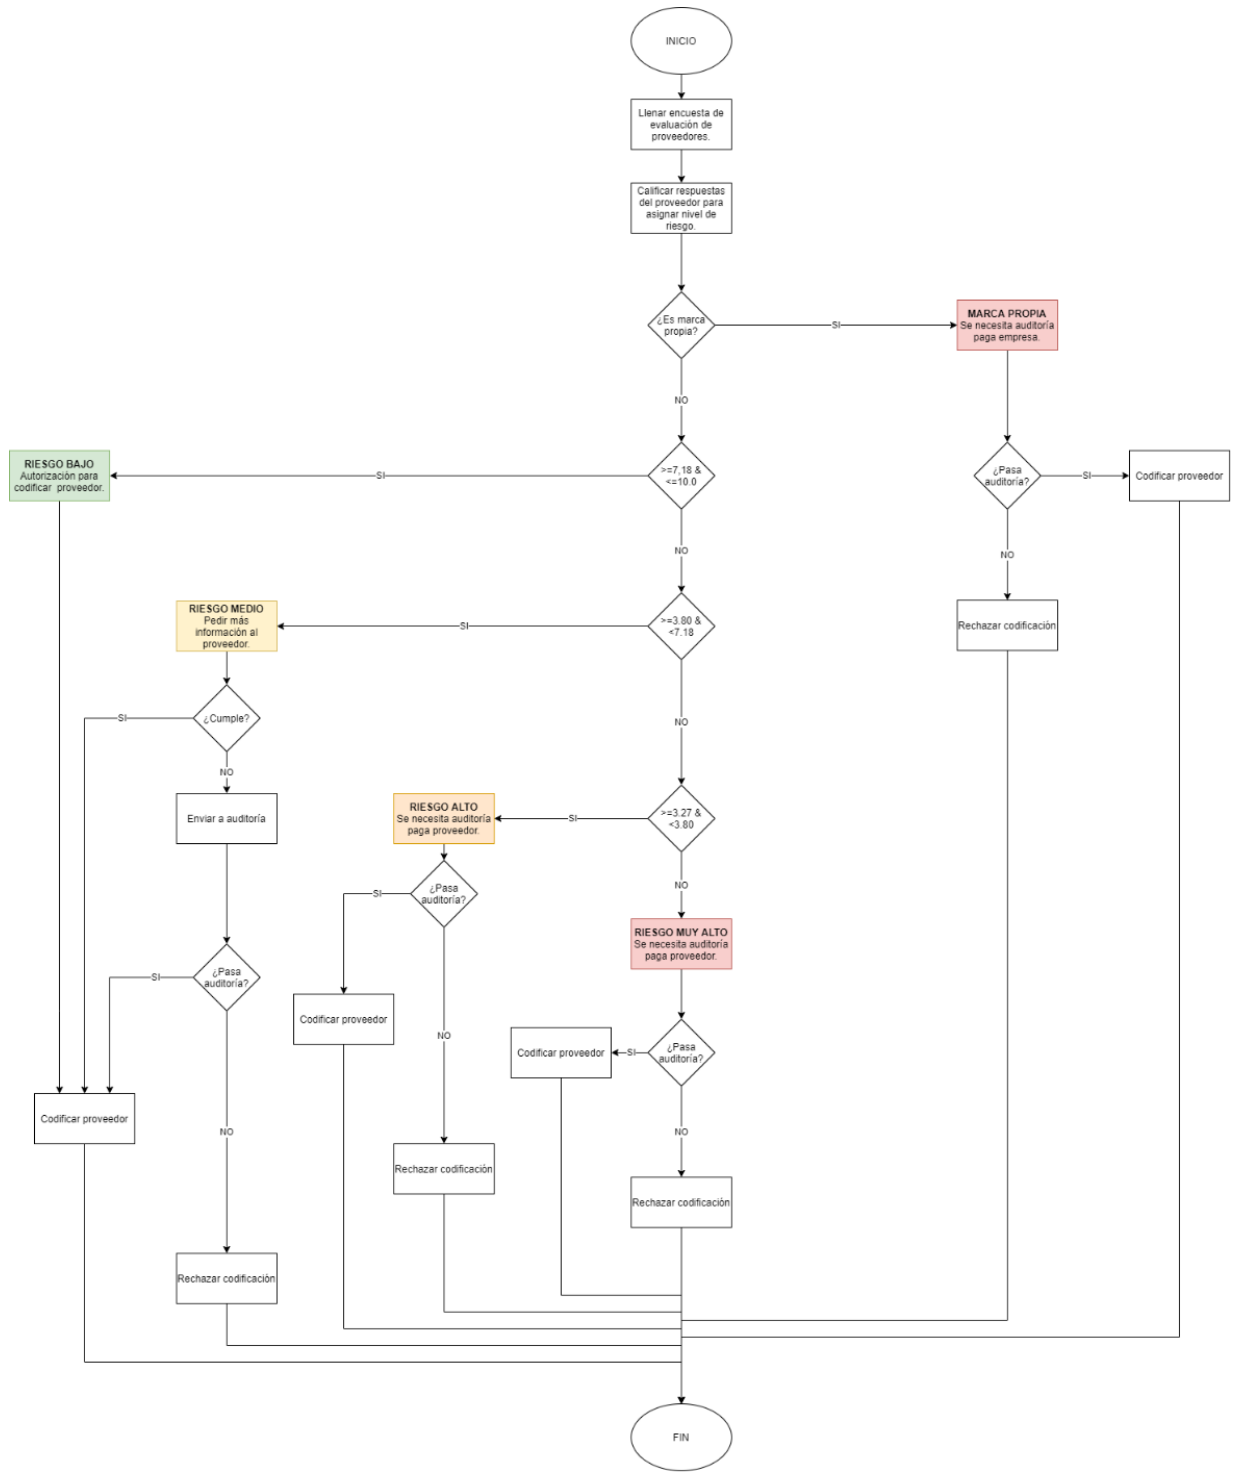 INICIO
Llenar encuesta de
evaluación de
proveedores.
Calificar respuestas
del proveedor para
asignar nivel de
riesgo.
¿Es marca
propia?
SI
MARCA PROPIA
Se necesita auditoría
paga empresa.
NO
RIESGO BAJO
Autorización para
codificar proveedor.
SI
>=7,18 &
<=10.0
¿Pasa
auditoría?
SI
Codificar proveedor
NO
NO
RIESGO MEDIO
Pedir más
información al
proveedor.
SI
>=3.80 &
<7.18
Rechazar codificación
SI
¿Cumple?
NO
NO
Enviar a auditoría
RIESGO ALTO
Se necesita auditoría
paga proveedor.
SI
>=3.27 &
<3.80
SI
¿Pasa
auditoría?
NO
RIESGO MUY ALTO
Se necesita auditoría
paga proveedor.
SI
¿Pasa
auditoría?
Codificar proveedor
NO
Codificar proveedor
SI
¿Pasa
auditoría?
Codificar proveedor
NO
NO
Rechazar codificación
Rechazar codificación
Rechazar codificación
FIN